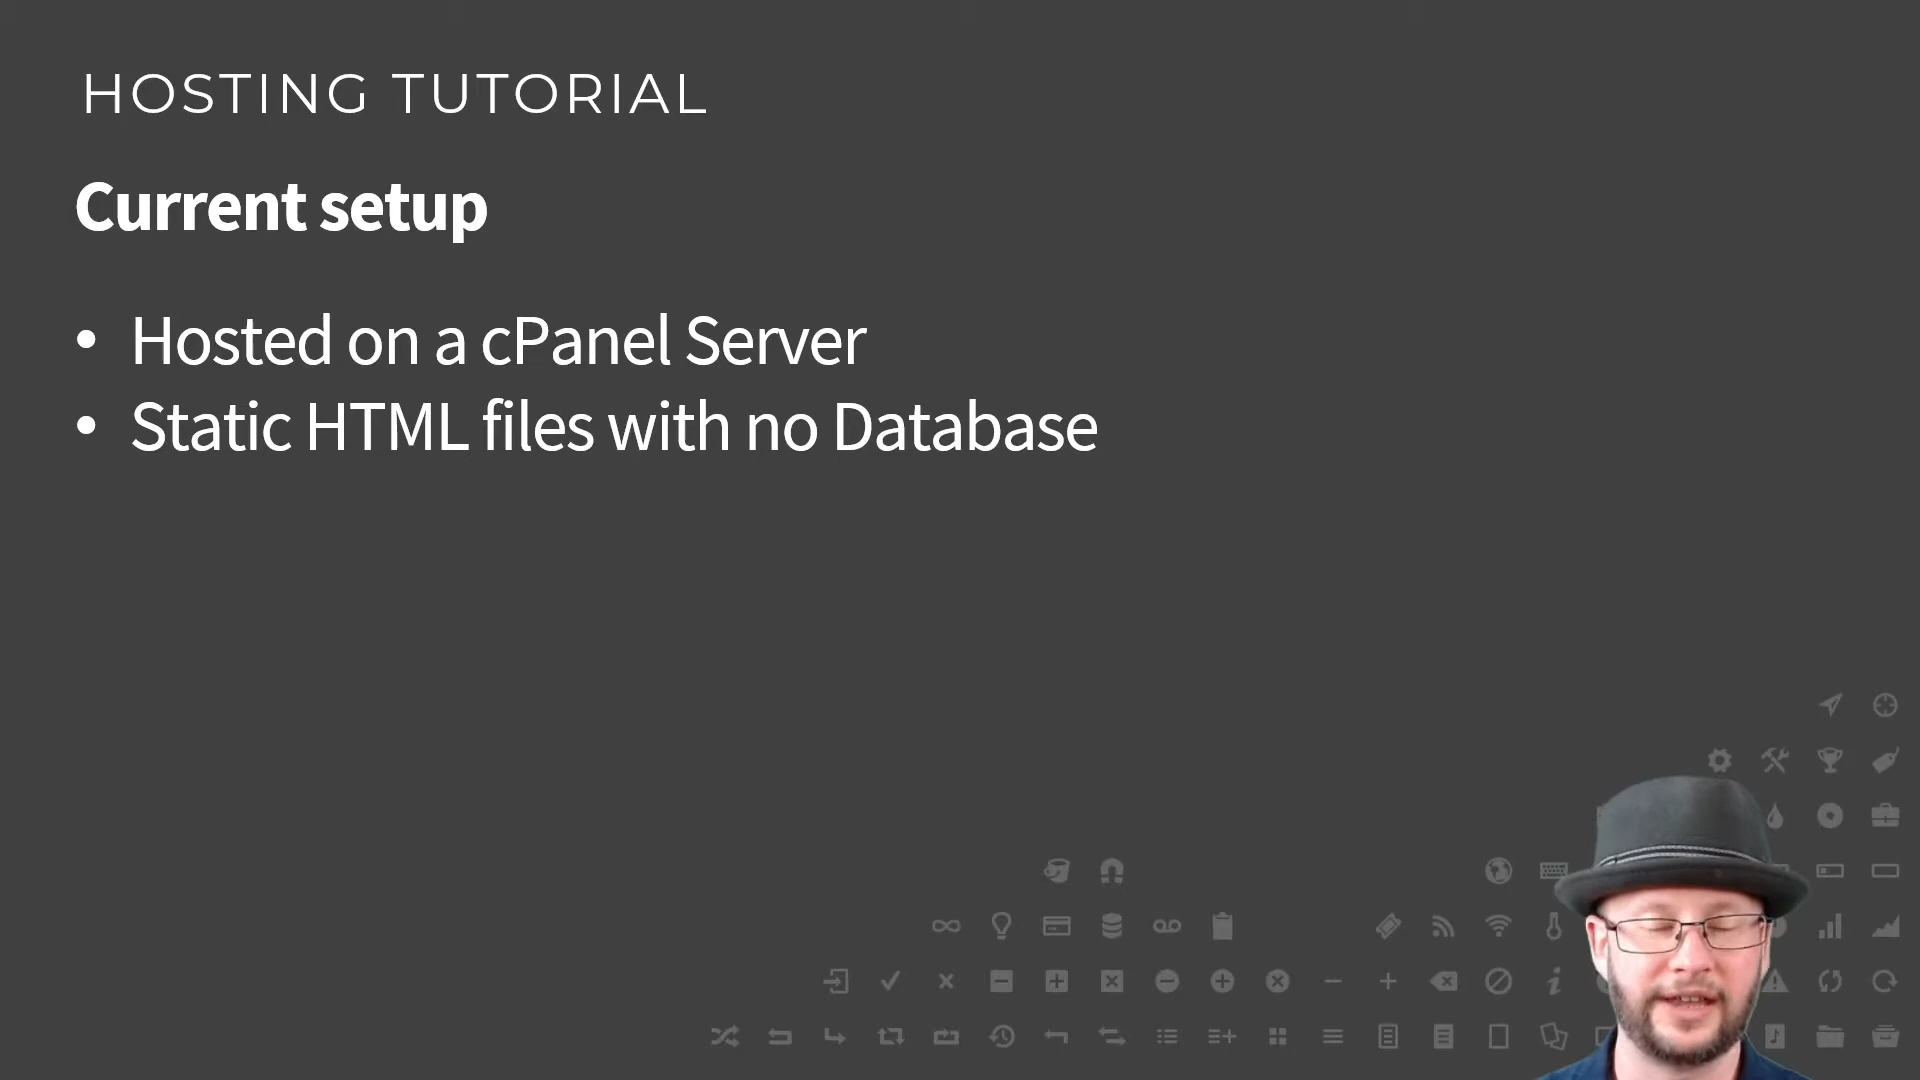 HOSTING TUTORIAL
Current setup
• Hosted on a cPanel Server
• Static HTML files with no Database